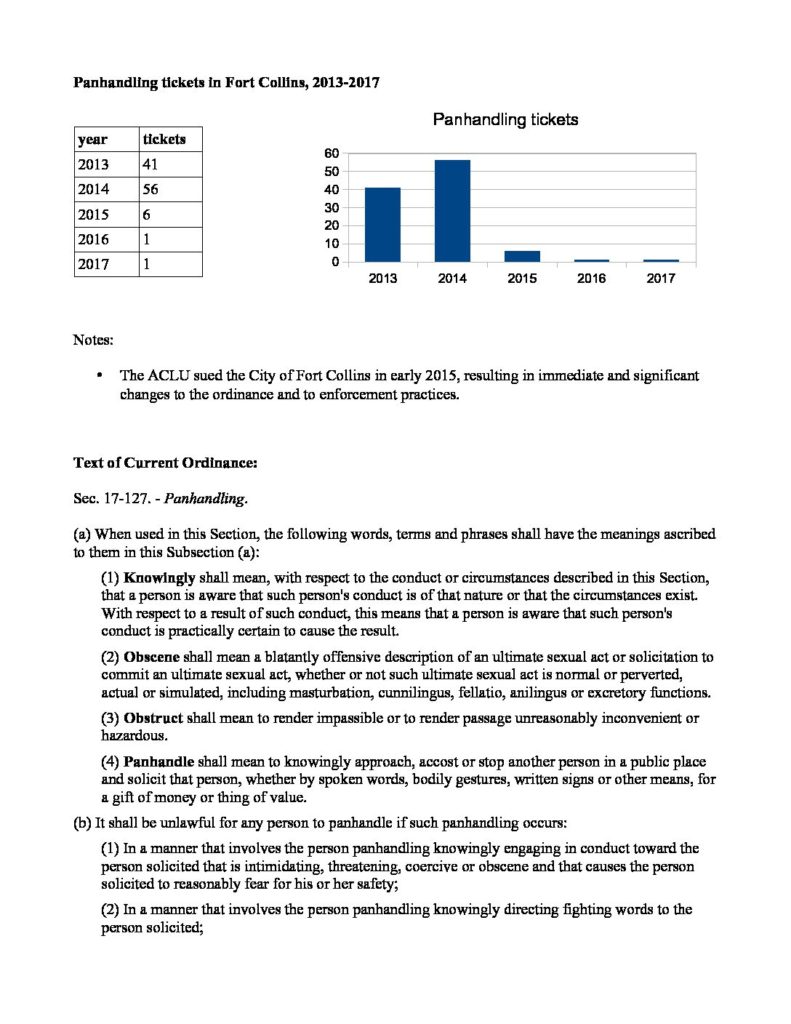 Panhandling tickets in Fort Collins, 2013-2017
year tickets
2013 41
2014 56
2015 6
2016 1
2017 1
Panhandling tickets
60
50
40
30
20
10
0
2013 2014 2015 2016 2017
Notes:
• The ACLU sued the City of Fort Collins in early 2015, resulting in immediate and significant
changes to the ordinance and to enforcement practices.
Text of Current Ordinance:
Sec. 17-127. - Panhandling.
(a) When used in this Section, the following words, terms and phrases shall have the meanings ascribed
to them in this Subsection (a):
(1) Knowingly shall mean, with respect to the conduct or circumstances described in this Section,
that a person is aware that such person's conduct is of that nature or that the circumstances exist.
With respect to a result of such conduct, this means that a person is aware that such person's
conduct is practically certain to cause the result.
(2) Obscene shall mean a blatantly offensive description of an ultimate sexual act or solicitation to
commit an ultimate sexual act, whether or not such ultimate sexual act is normal or perverted,
actual or simulated, including masturbation, cunnilingus, fellatio, anilingus or excretory functions.
(3) Obstruct shall mean to render impassible or to render passage unreasonably inconvenient or
hazardous.
(4) Panhandle shall mean to knowingly approach, accost or stop another person in a public place
and solicit that person, whether by spoken words, bodily gestures, written signs or other means, for
a gift of money or thing of value.
(b) It shall be unlawful for any person to panhandle if such panhandling occurs:
(1) In a manner that involves the person panhandling knowingly engaging in conduct toward the
person solicited that is intimidating, threatening, coercive or obscene and that causes the person
solicited to reasonably fear for his or her safety;
(2) In a manner that involves the person panhandling knowingly directing fighting words to the
person solicited;